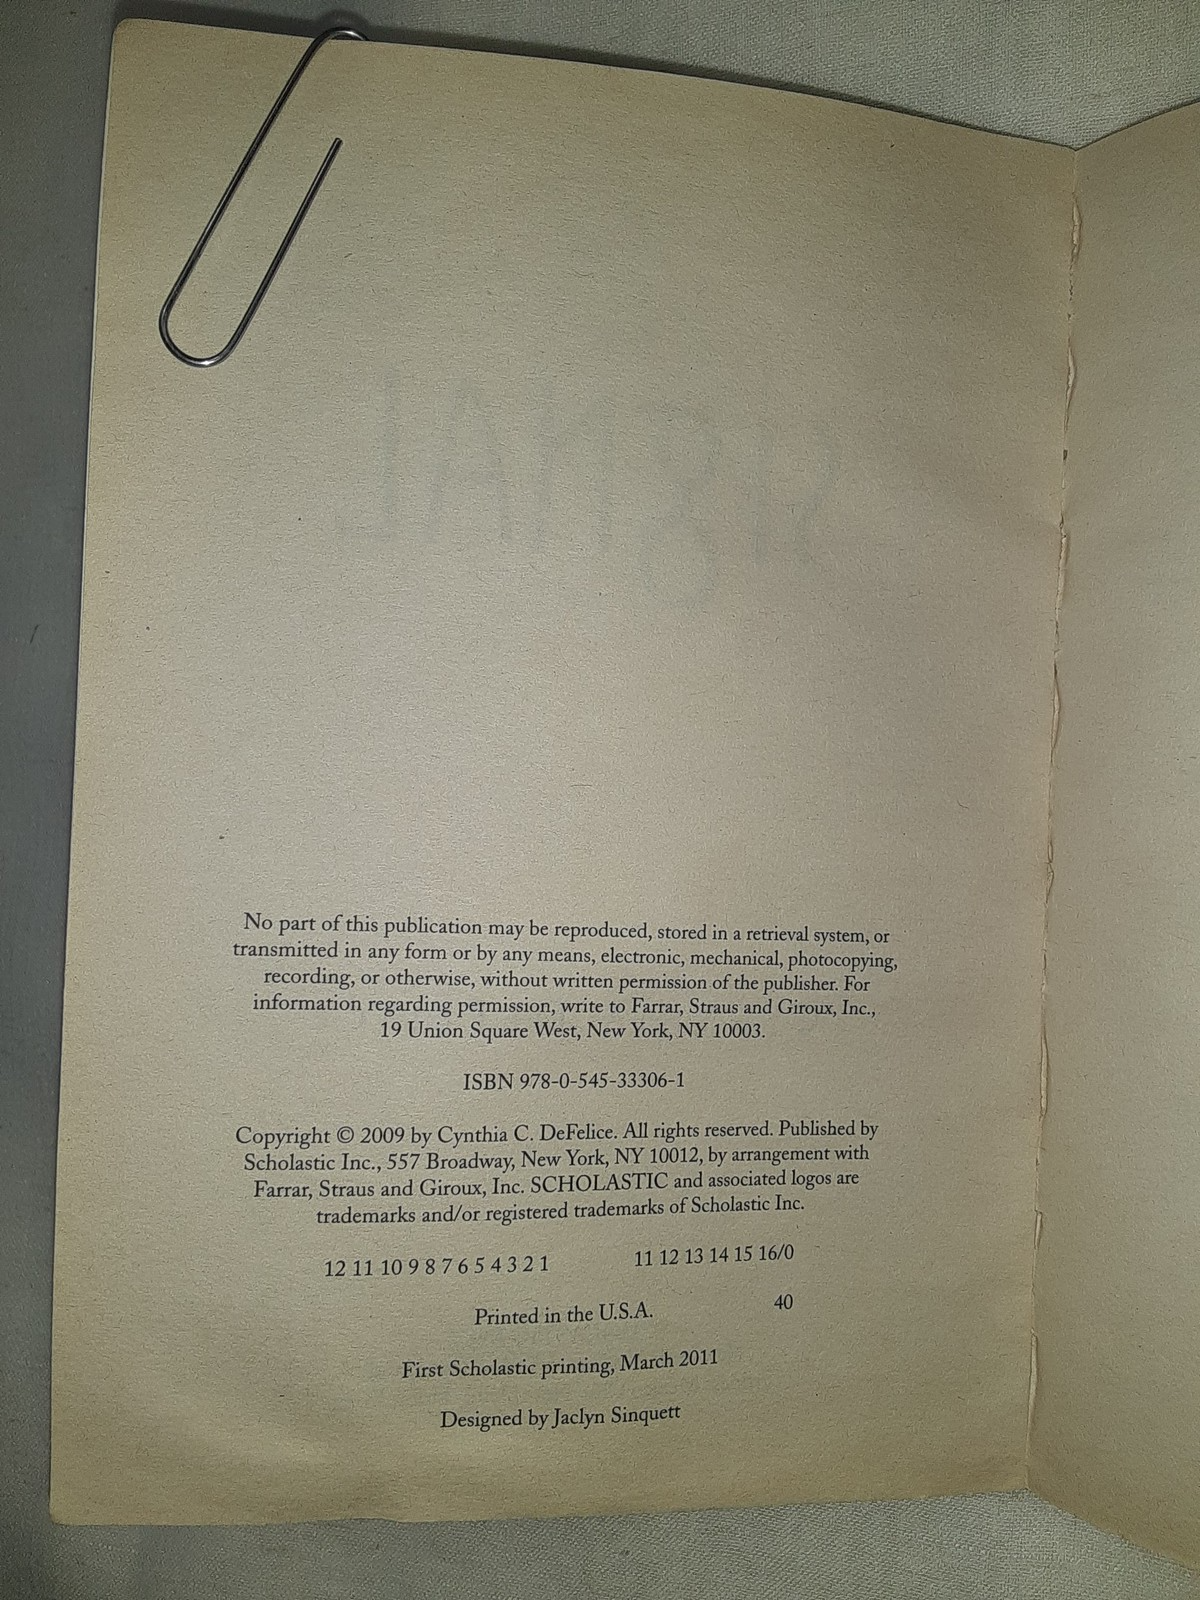 No part of this publication may be reproduced, stored in a retrieval system, or
transmitted in any form or by any means, electronic, mechanical, photocopying,
recording, or otherwise, without written permission of the publisher. For
information regarding permission, write to Farrar, Straus and Giroux, Inc.,
19 Union Square West, New York, NY 10003.
ISBN 978-0-545-33306-1
Copyright © 2009 by Cynthia C. DeFelice. All rights reserved. Published by
Scholastic Inc., 557 Broadway, New York, NY 10012, by arrangement with
Farrar, Straus and Giroux, Inc. SCHOLASTIC and associated logos are
trademarks and/or registered trademarks of Scholastic Inc.
12 11 10 9 8 7 6 5 4 3 2 1 11 12 13 14 15 16/0
Printed in the U.S.A. 40
First Scholastic printing, March 2011
Designed by Jaclyn Sinquett